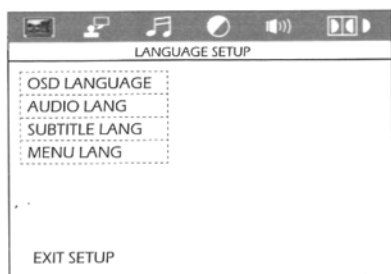 LANGUAGE SETUP
OSD LANGUAGE
AUDIO LANG
SUBTITLE LANG
MENU LANG
EXIT SETUP